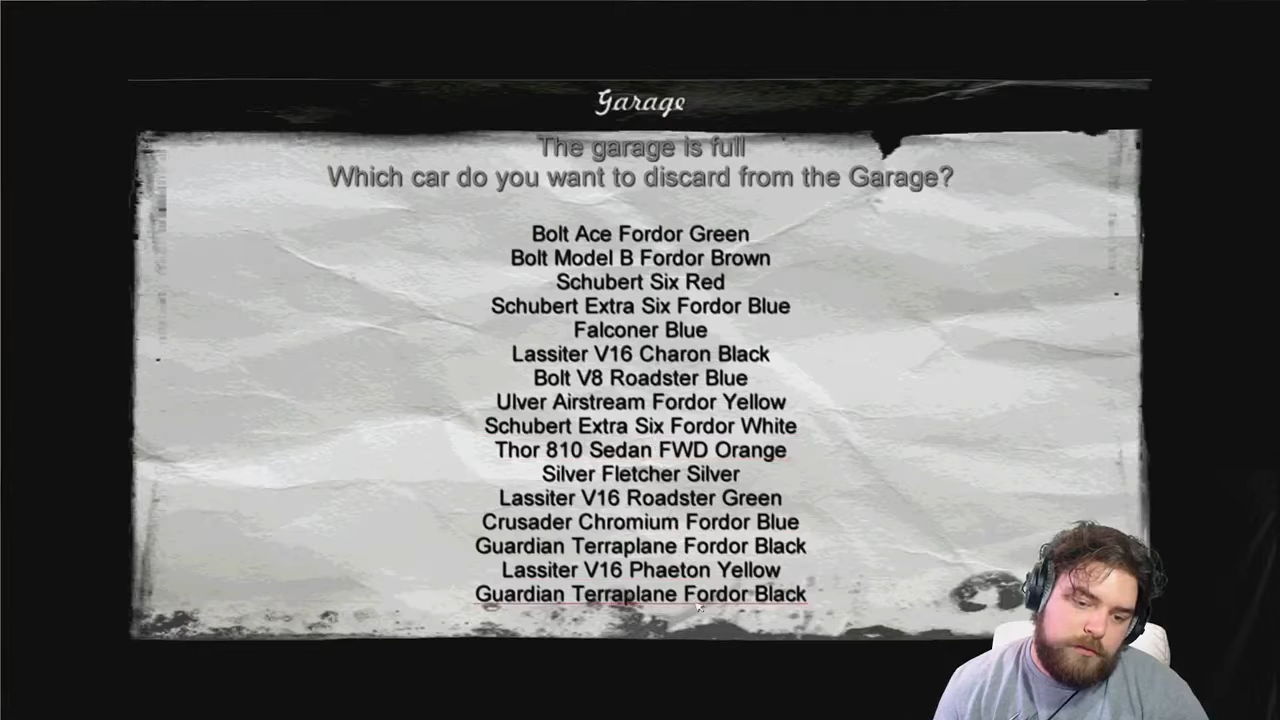 Garage
The garage is full
Which car do you want to discard from the Garage?
Bolt Ace Fordor Green
Bolt Model B Fordor Brown
Schubert Six Red
Schubert Extra Six Fordor Blue
Falconer Blue
Lassiter V16 Charon Black
Bolt V8 Roadster Blue
Ulver Airstream Fordor Yellow
Schubert Extra Six Fordor White
Thor 810 Sedan FWD Orange
Silver Fletcher Silver
Lassiter V16 Roadster Green
Crusader Chromium Fordor Blue
Guardian Terraplane Fordor Black
Lassiter V16 Phaeton Yellow
Guardian Terraplane Fordor Black